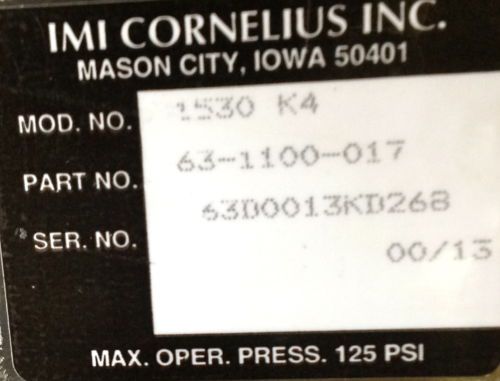 IMI CORNELIUS INC.
MASON CITY, IOWA 50401
MOD. NO. 1530 K4
PART NO. 63-1100-017
SER. NO. 63D0013KD268
00/13
MAX. OPER. PRESS. 125 PSI